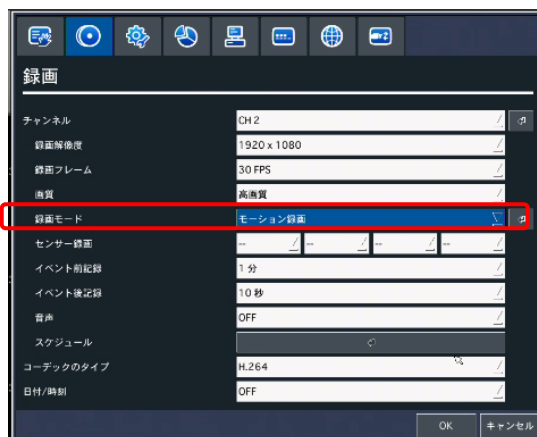 録画
チャンネル CH 2
録画解像度 1920 x 1080
録画フレーム 30 FPS
画質 高画質
録画モード モーション録画
センサー録画 -- -- -- --
イベント前記録 1 分
イベント後記録 10 秒
音声 OFF
スケジュール
コーデックのタイプ H.264
日付/時刻 OFF
OK キャンセル